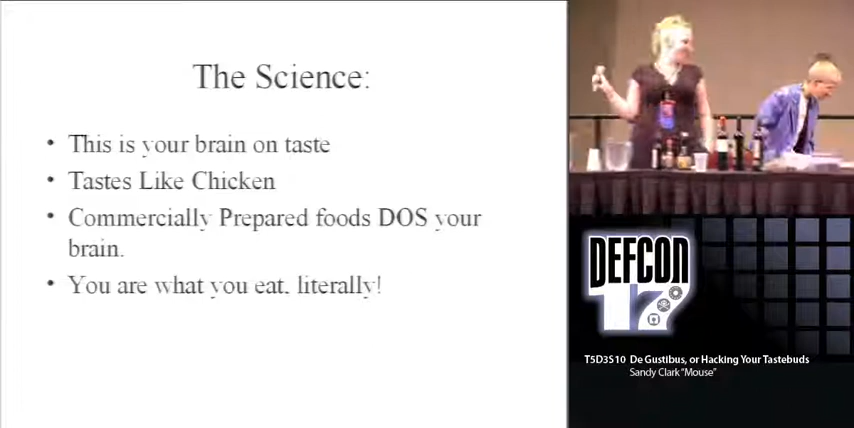 The Science:
• This is your brain on taste
• Tastes Like Chicken
• Commercially Prepared foods DOS your
brain.
• You are what you eat, literally!
DEFCON
17
T5D3S10 De Gustibus, or Hacking Your Tastebuds
Sandy Clark "Mouse"